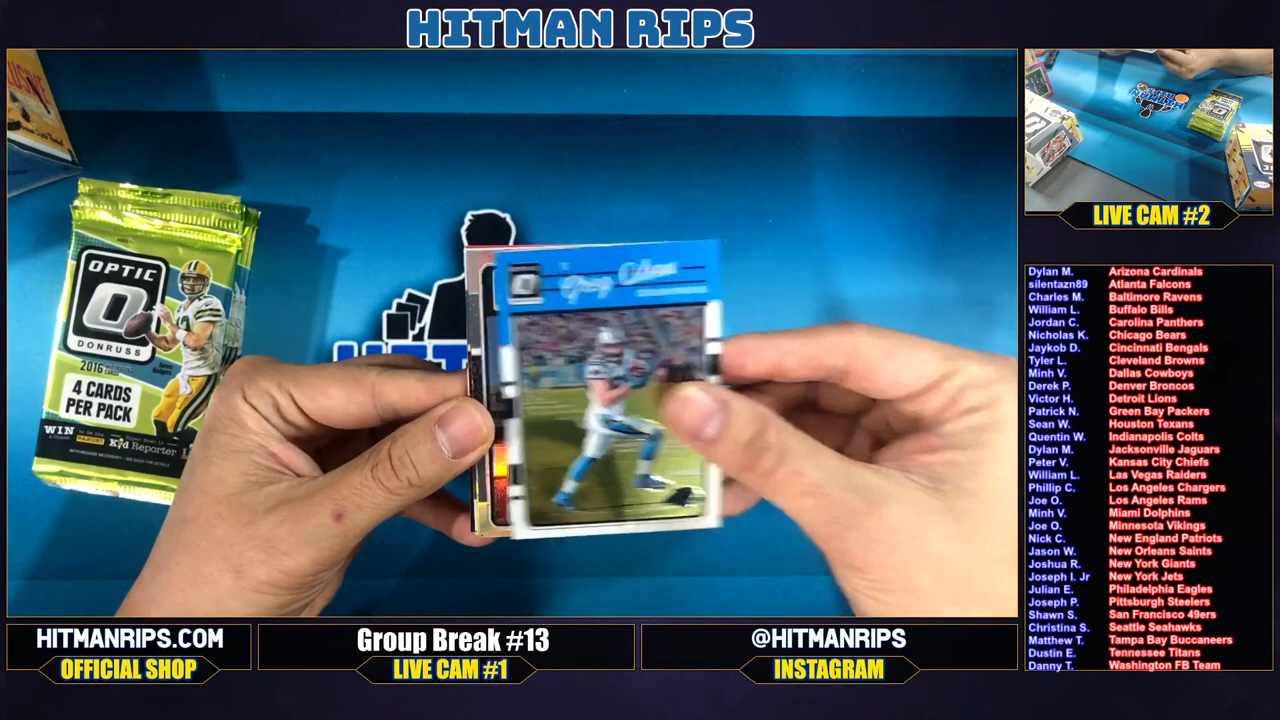 HITMAN RIPS
OPTIC
DONRUSS
2016
4 CARDS
PER PACK
WIN
PANINI
Kid Reporter
Greg Olsen
LIVE CAM #2
Dylan M. Arizona Cardinals
silentazn89 Atlanta Falcons
Charles M. Baltimore Ravens
William L. Buffalo Bills
Jordan C. Carolina Panthers
Nicholas K. Chicago Bears
Jaykob D. Cincinnati Bengals
Tyler L. Cleveland Browns
Minh V. Dallas Cowboys
Derek P. Denver Broncos
Victor H. Detroit Lions
Patrick N. Green Bay Packers
Sean W. Houston Texans
Quentin W. Indianapolis Colts
Dylan M. Jacksonville Jaguars
Peter V. Kansas City Chiefs
William L. Las Vegas Raiders
Phillip C. Los Angeles Chargers
Joe O. Los Angeles Rams
Minh V. Miami Dolphins
Joe O. Minnesota Vikings
Nick C. New England Patriots
Jason W. New Orleans Saints
Joshua R. New York Giants
Joseph I. Jr New York Jets
Julian E. Philadelphia Eagles
Joseph P. Pittsburgh Steelers
Shawn S. San Francisco 49ers
Christina S. Seattle Seahawks
Matthew T. Tampa Bay Buccaneers
Dustin E. Tennessee Titans
Danny T. Washington FB Team
HITMANRIPS.COM
OFFICIAL SHOP
Group Break #13
LIVE CAM #1
@HITMANRIPS
INSTAGRAM